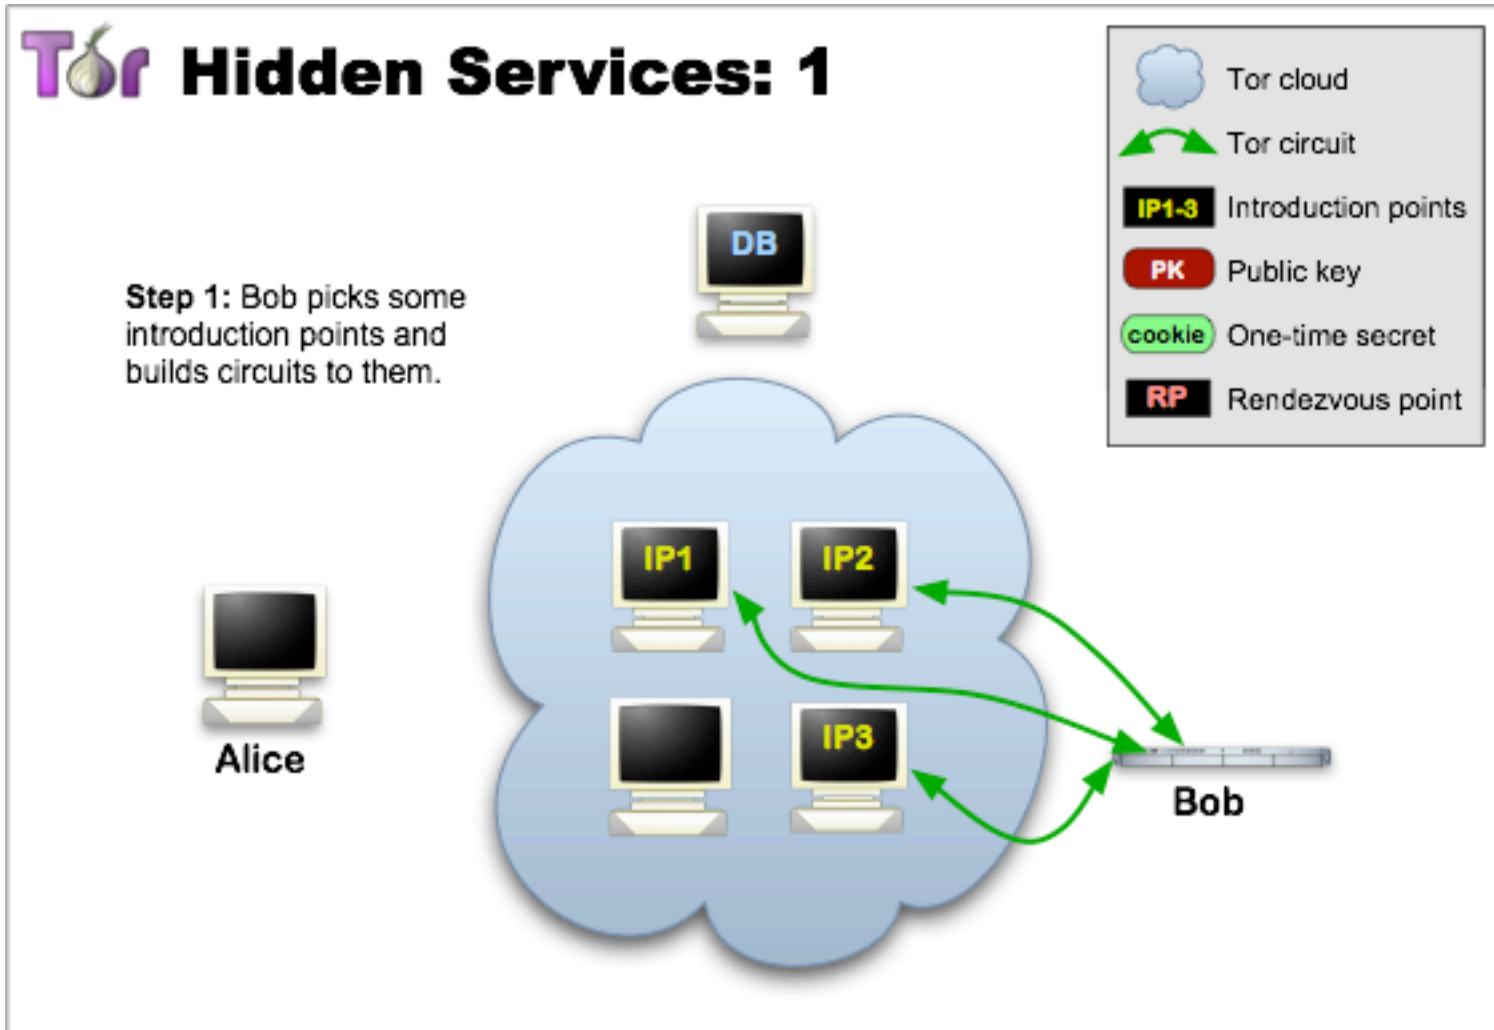 Tor Hidden Services: 1
Tor cloud
Tor circuit
IP1-3 Introduction points
PK Public key
cookie One-time secret
RP Rendezvous point
DB
Step 1: Bob picks some
introduction points and
builds circuits to them.
IP1 IP2
IP3
Alice
Bob